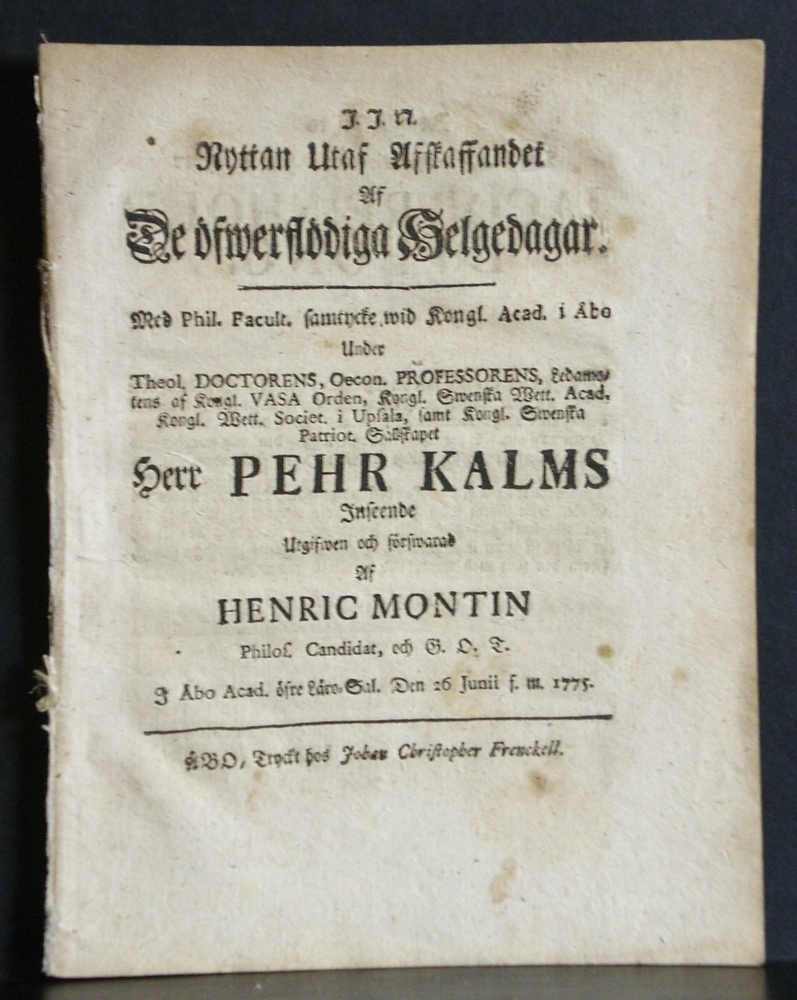 J. J. N.
Nyttan Utaf Afskaffandet
Af
De öfwerflödiga Helgedagar.
Med Phil. Facult. samtycke wid Kongl. Acad. i Åbo
Under
Theol. DOCTORENS, Oecon. PROFESSORENS, Ledamo-
tens af Kongl. VASA Orden, Kongl. Swenska Wett. Acad.
Kongl. Wett. Societ. i Upsala, samt Kongl. Swenska
Patriot. Sällskapet
Herr PEHR KALMS
Inseende
Utgifwen och förswarad
Af
HENRIC MONTIN
Philos. Candidat, och G. O. T.
I Åbo Acad. öfre Läro-Sal. Den 26 Junii f. m. 1775.
ÅBO, Tryckt hos Johan Christopher Frenckell.